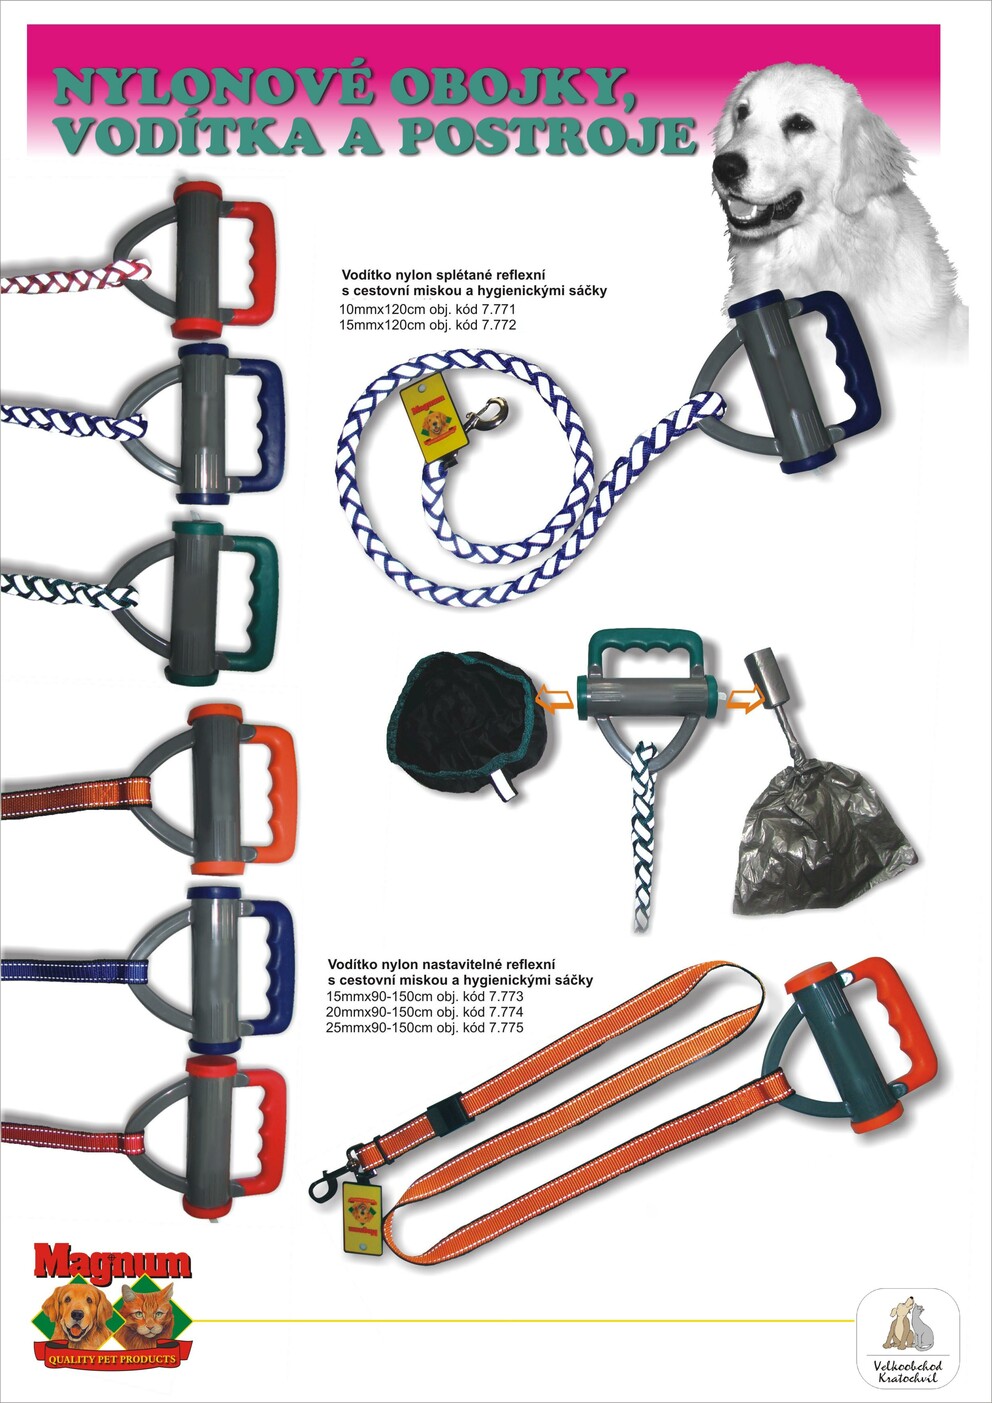 NYLONOVÉ OBOJKY,
VODÍTKA A POSTROJE
Vodítko nylon splétané reflexní
s cestovní miskou a hygienickými sáčky
10mmx120cm obj. kód 7.771
15mmx120cm obj. kód 7.772
Magnum
Vodítko nylon nastavitelné reflexní
s cestovní miskou a hygienickými sáčky
15mmx90-150cm obj. kód 7.773
20mmx90-150cm obj. kód 7.774
25mmx90-150cm obj. kód 7.775
Magnum
Magnum
QUALITY PET PRODUCTS
Velkoobchod
Kratochvíl